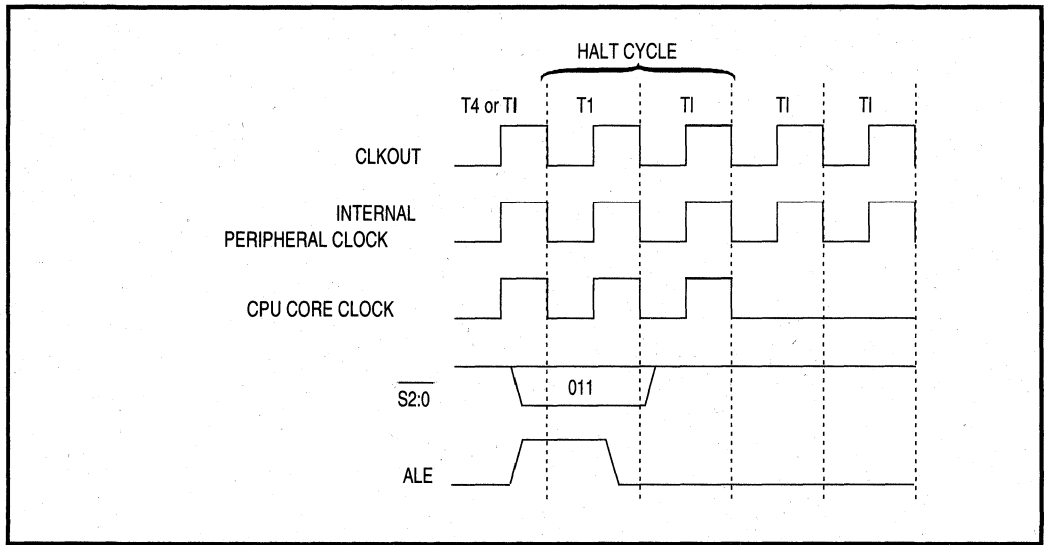 HALT CYCLE
T4 or TI T1 TI TI TI
CLKOUT
INTERNAL
PERIPHERAL CLOCK
CPU CORE CLOCK
S2:0 011
ALE